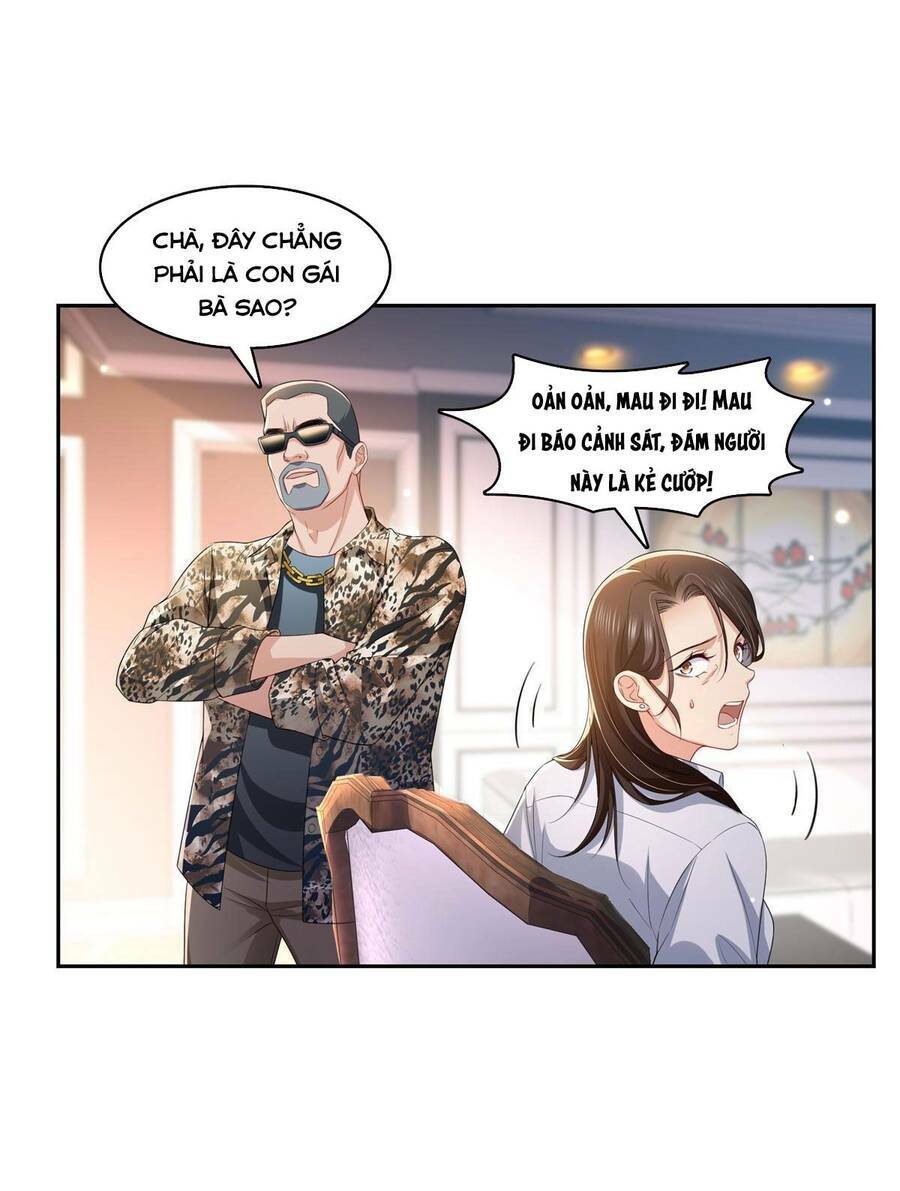 CHÀ, ĐÂY CHẲNG
PHẢI LÀ CON GÁI
BÀ SAO?
OẢN OẢN, MAU ĐI ĐI! MAU
ĐI BÁO CẢNH SÁT, ĐÁM NGƯỜI
NÀY LÀ KẺ CƯỚP!